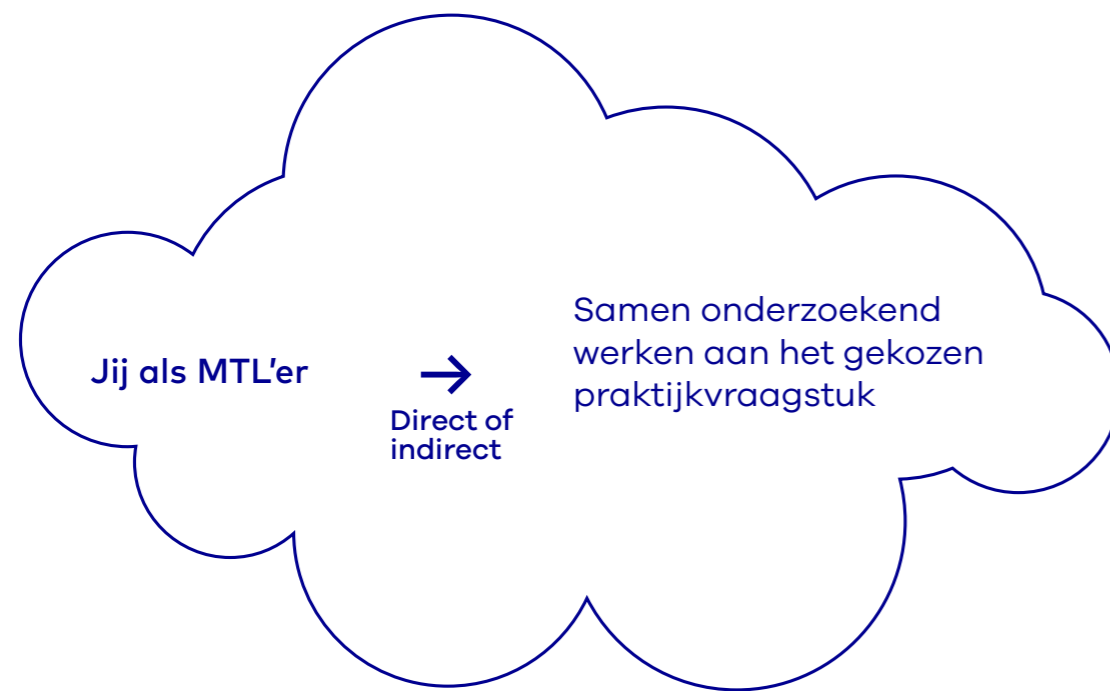 Jij als MTL'er
→
Direct of
indirect
Samen onderzoekend
werken aan het gekozen
praktijkvraagstuk